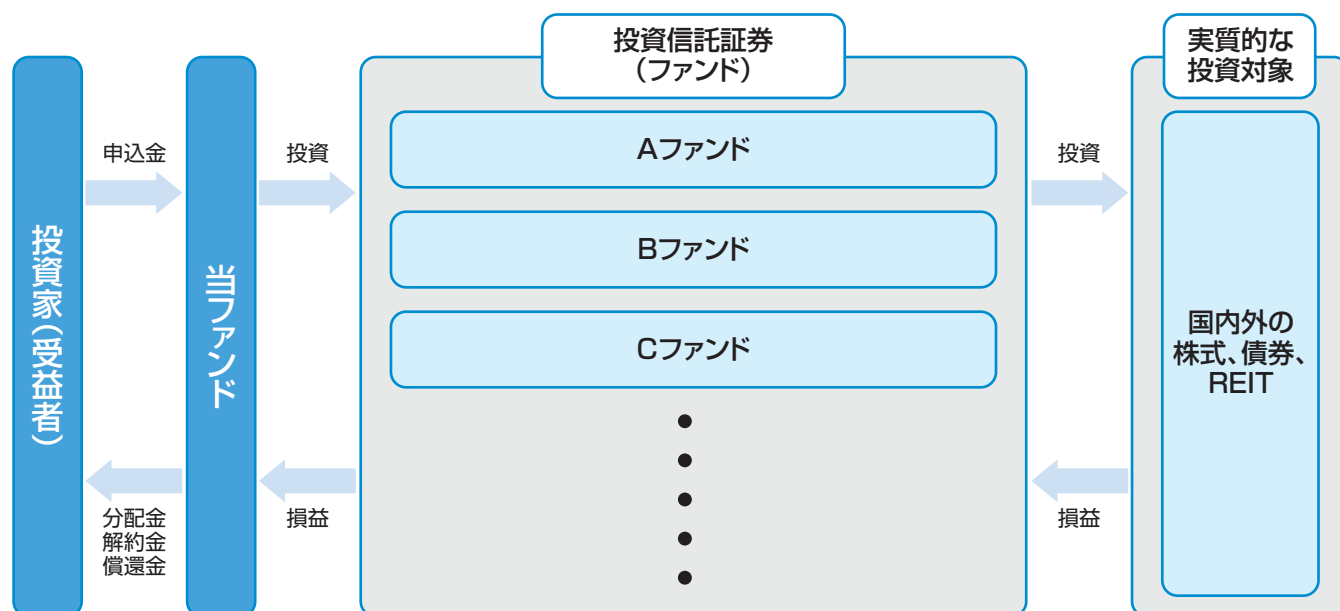 投資家（受益者）
申込金
分配金
解約金
償還金
当ファンド
投資
損益
投資信託証券
（ファンド）
Aファンド
Bファンド
Cファンド
投資
損益
実質的な
投資対象
国内外の
株式、債券、
REIT